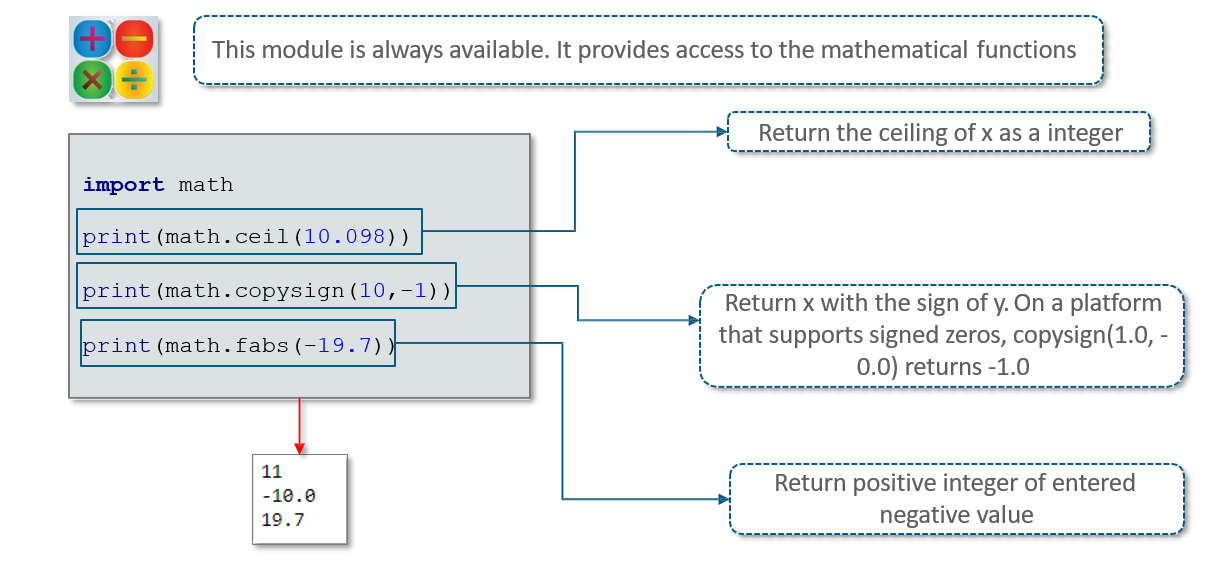 This module is always available. It provides access to the mathematical functions
Return the ceiling of x as a integer
import math
print(math.ceil(10.098))
print(math.copysign(10,-1))
print(math.fabs(-19.7))
Return x with the sign of y. On a platform
that supports signed zeros, copysign(1.0, -
0.0) returns -1.0
Return positive integer of entered
negative value
11
-10.0
19.7